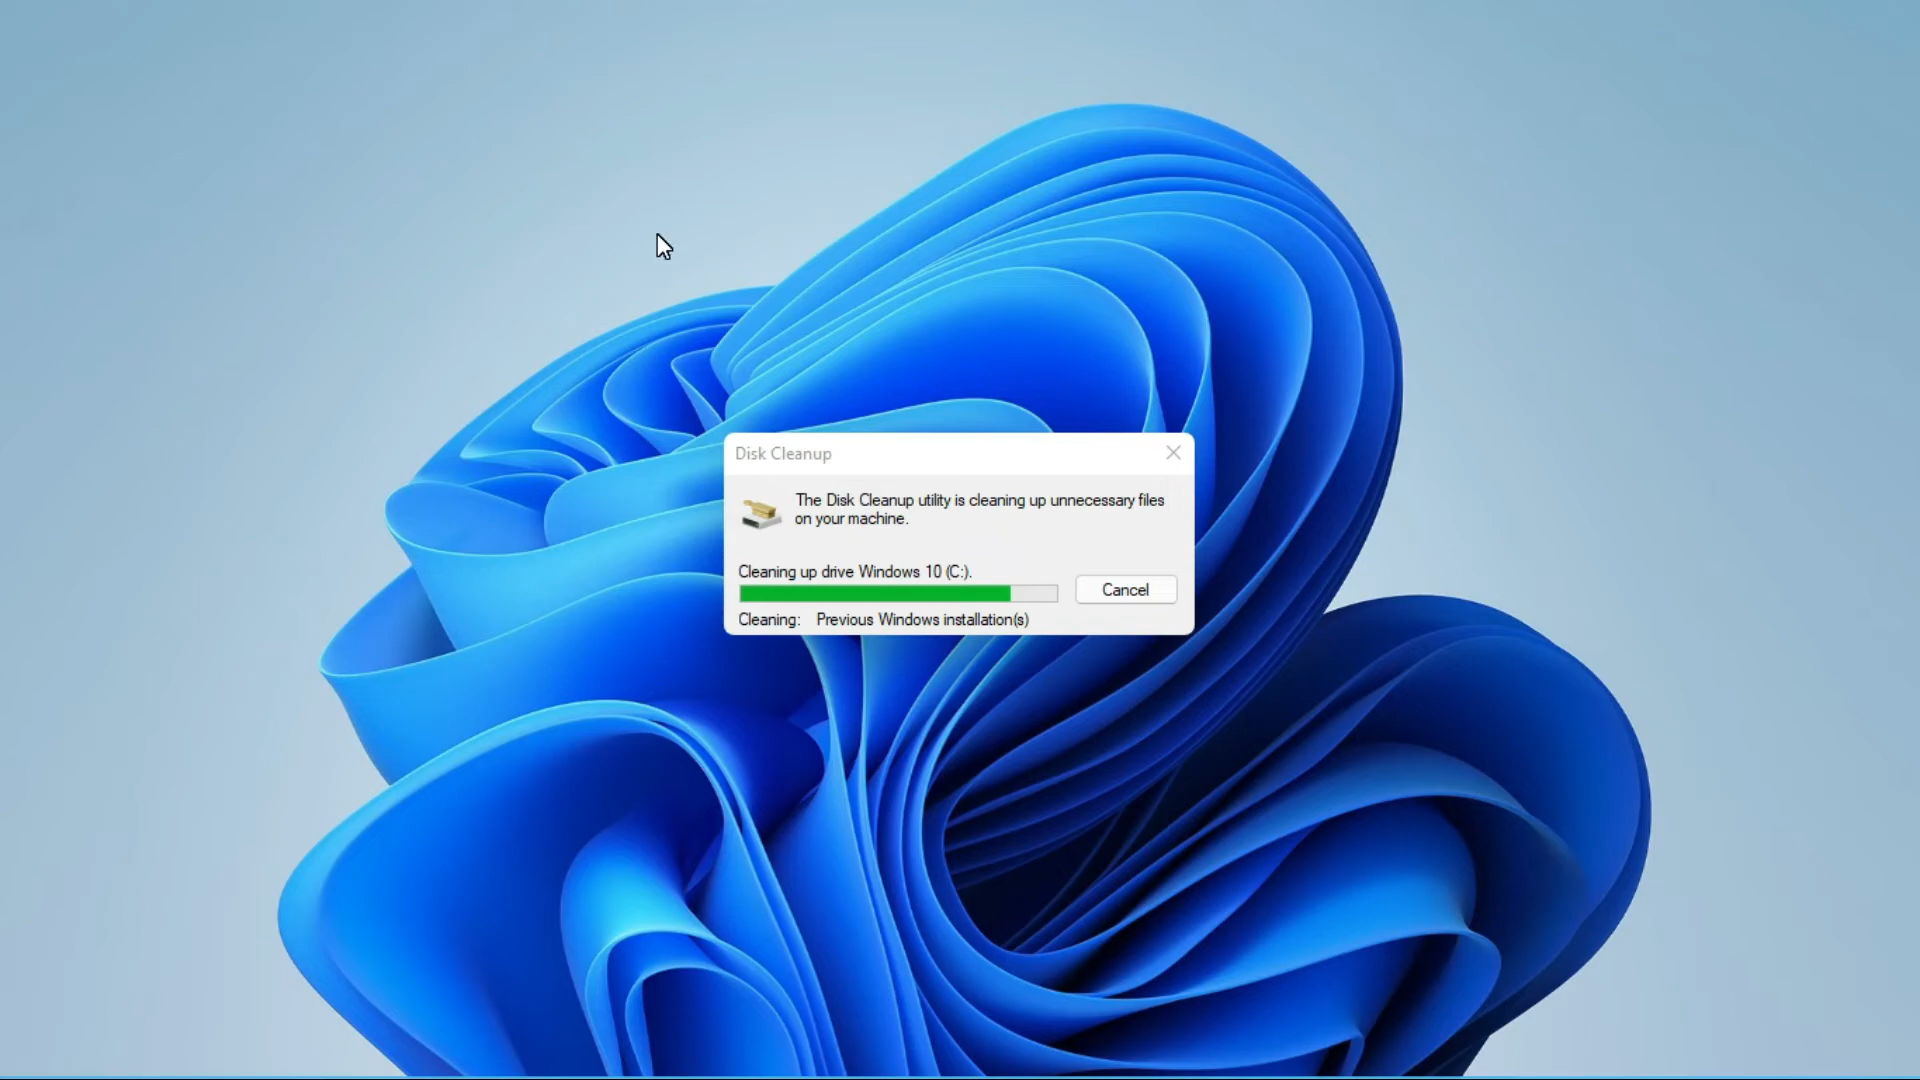 Disk Cleanup
The Disk Cleanup utility is cleaning up unnecessary files
on your machine.
Cleaning up drive Windows 10 (C:).
Cancel
Cleaning: Previous Windows installation(s)